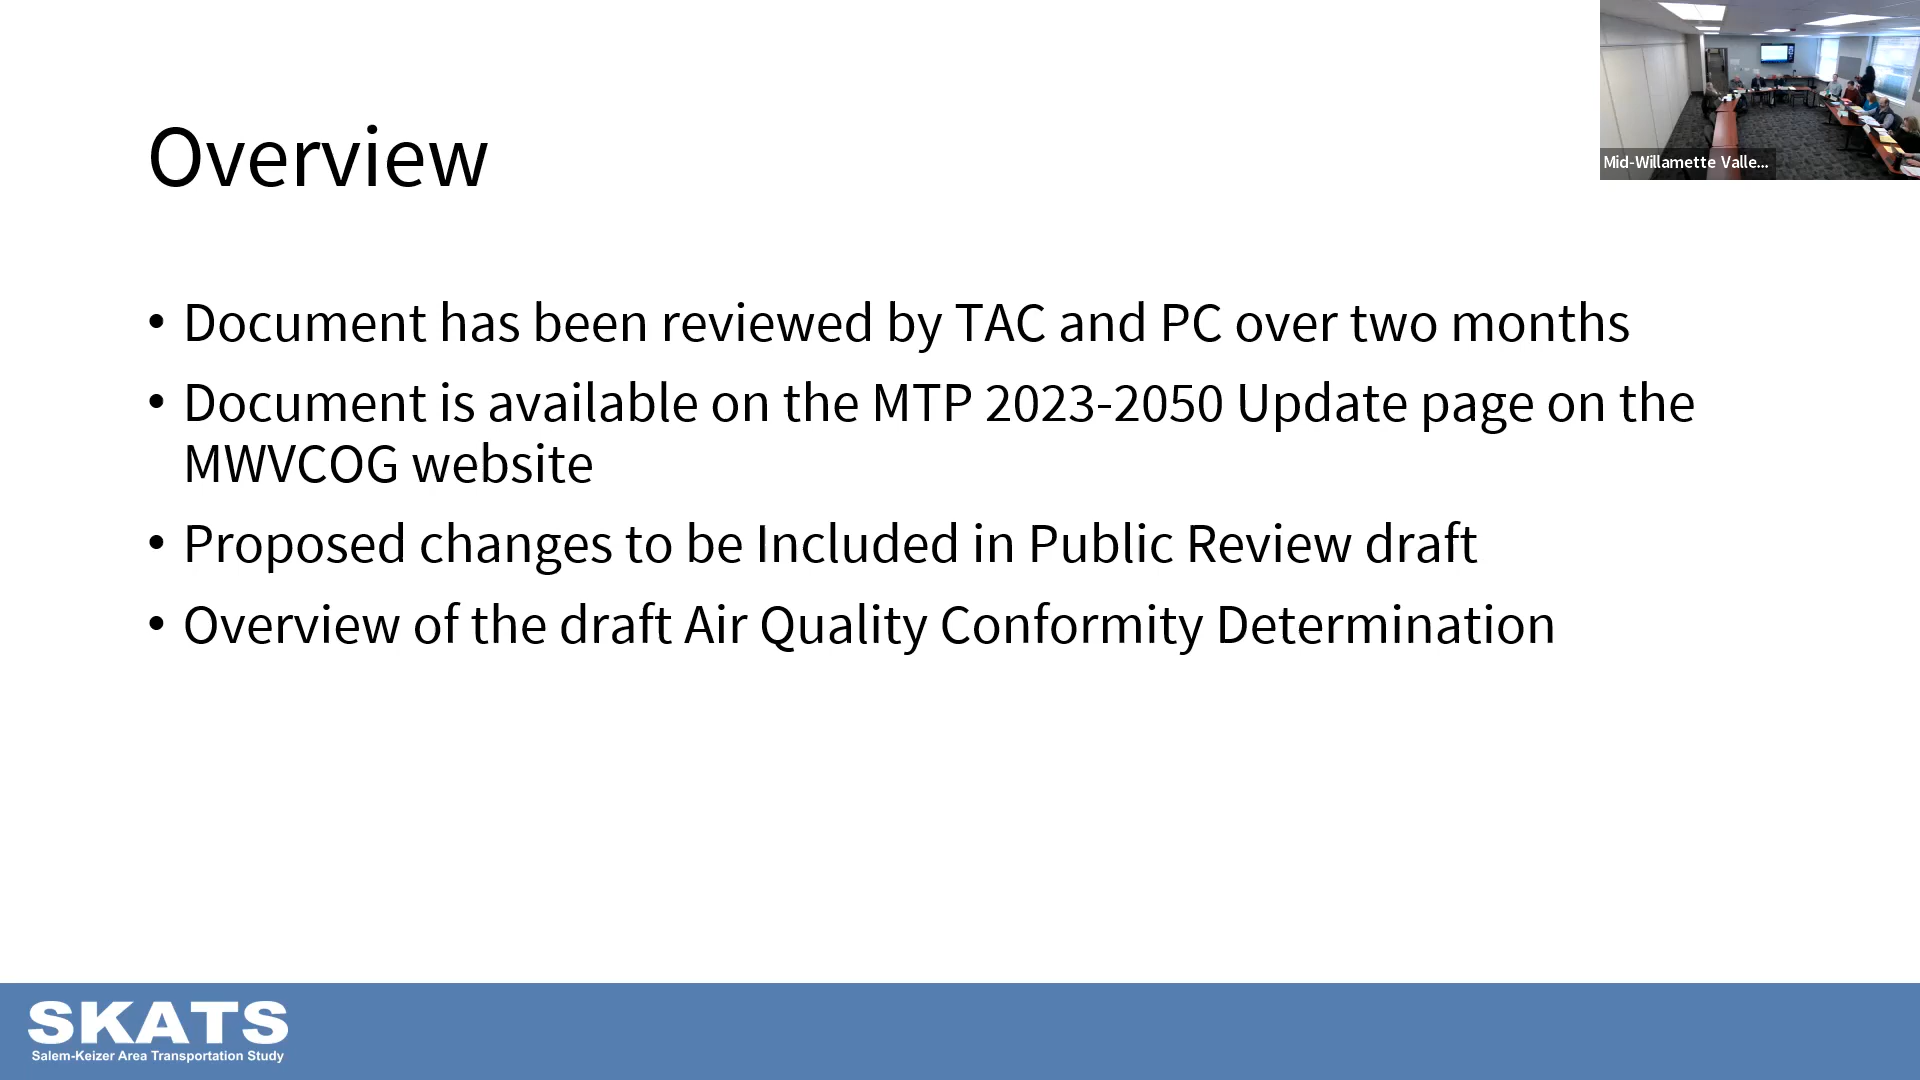 Overview
Mid-Willamette Valle...
• Document has been reviewed by TAC and PC over two months
• Document is available on the MTP 2023-2050 Update page on the
MWVCOG website
• Proposed changes to be Included in Public Review draft
• Overview of the draft Air Quality Conformity Determination
SKATS
Salem-Keizer Area Transportation Study